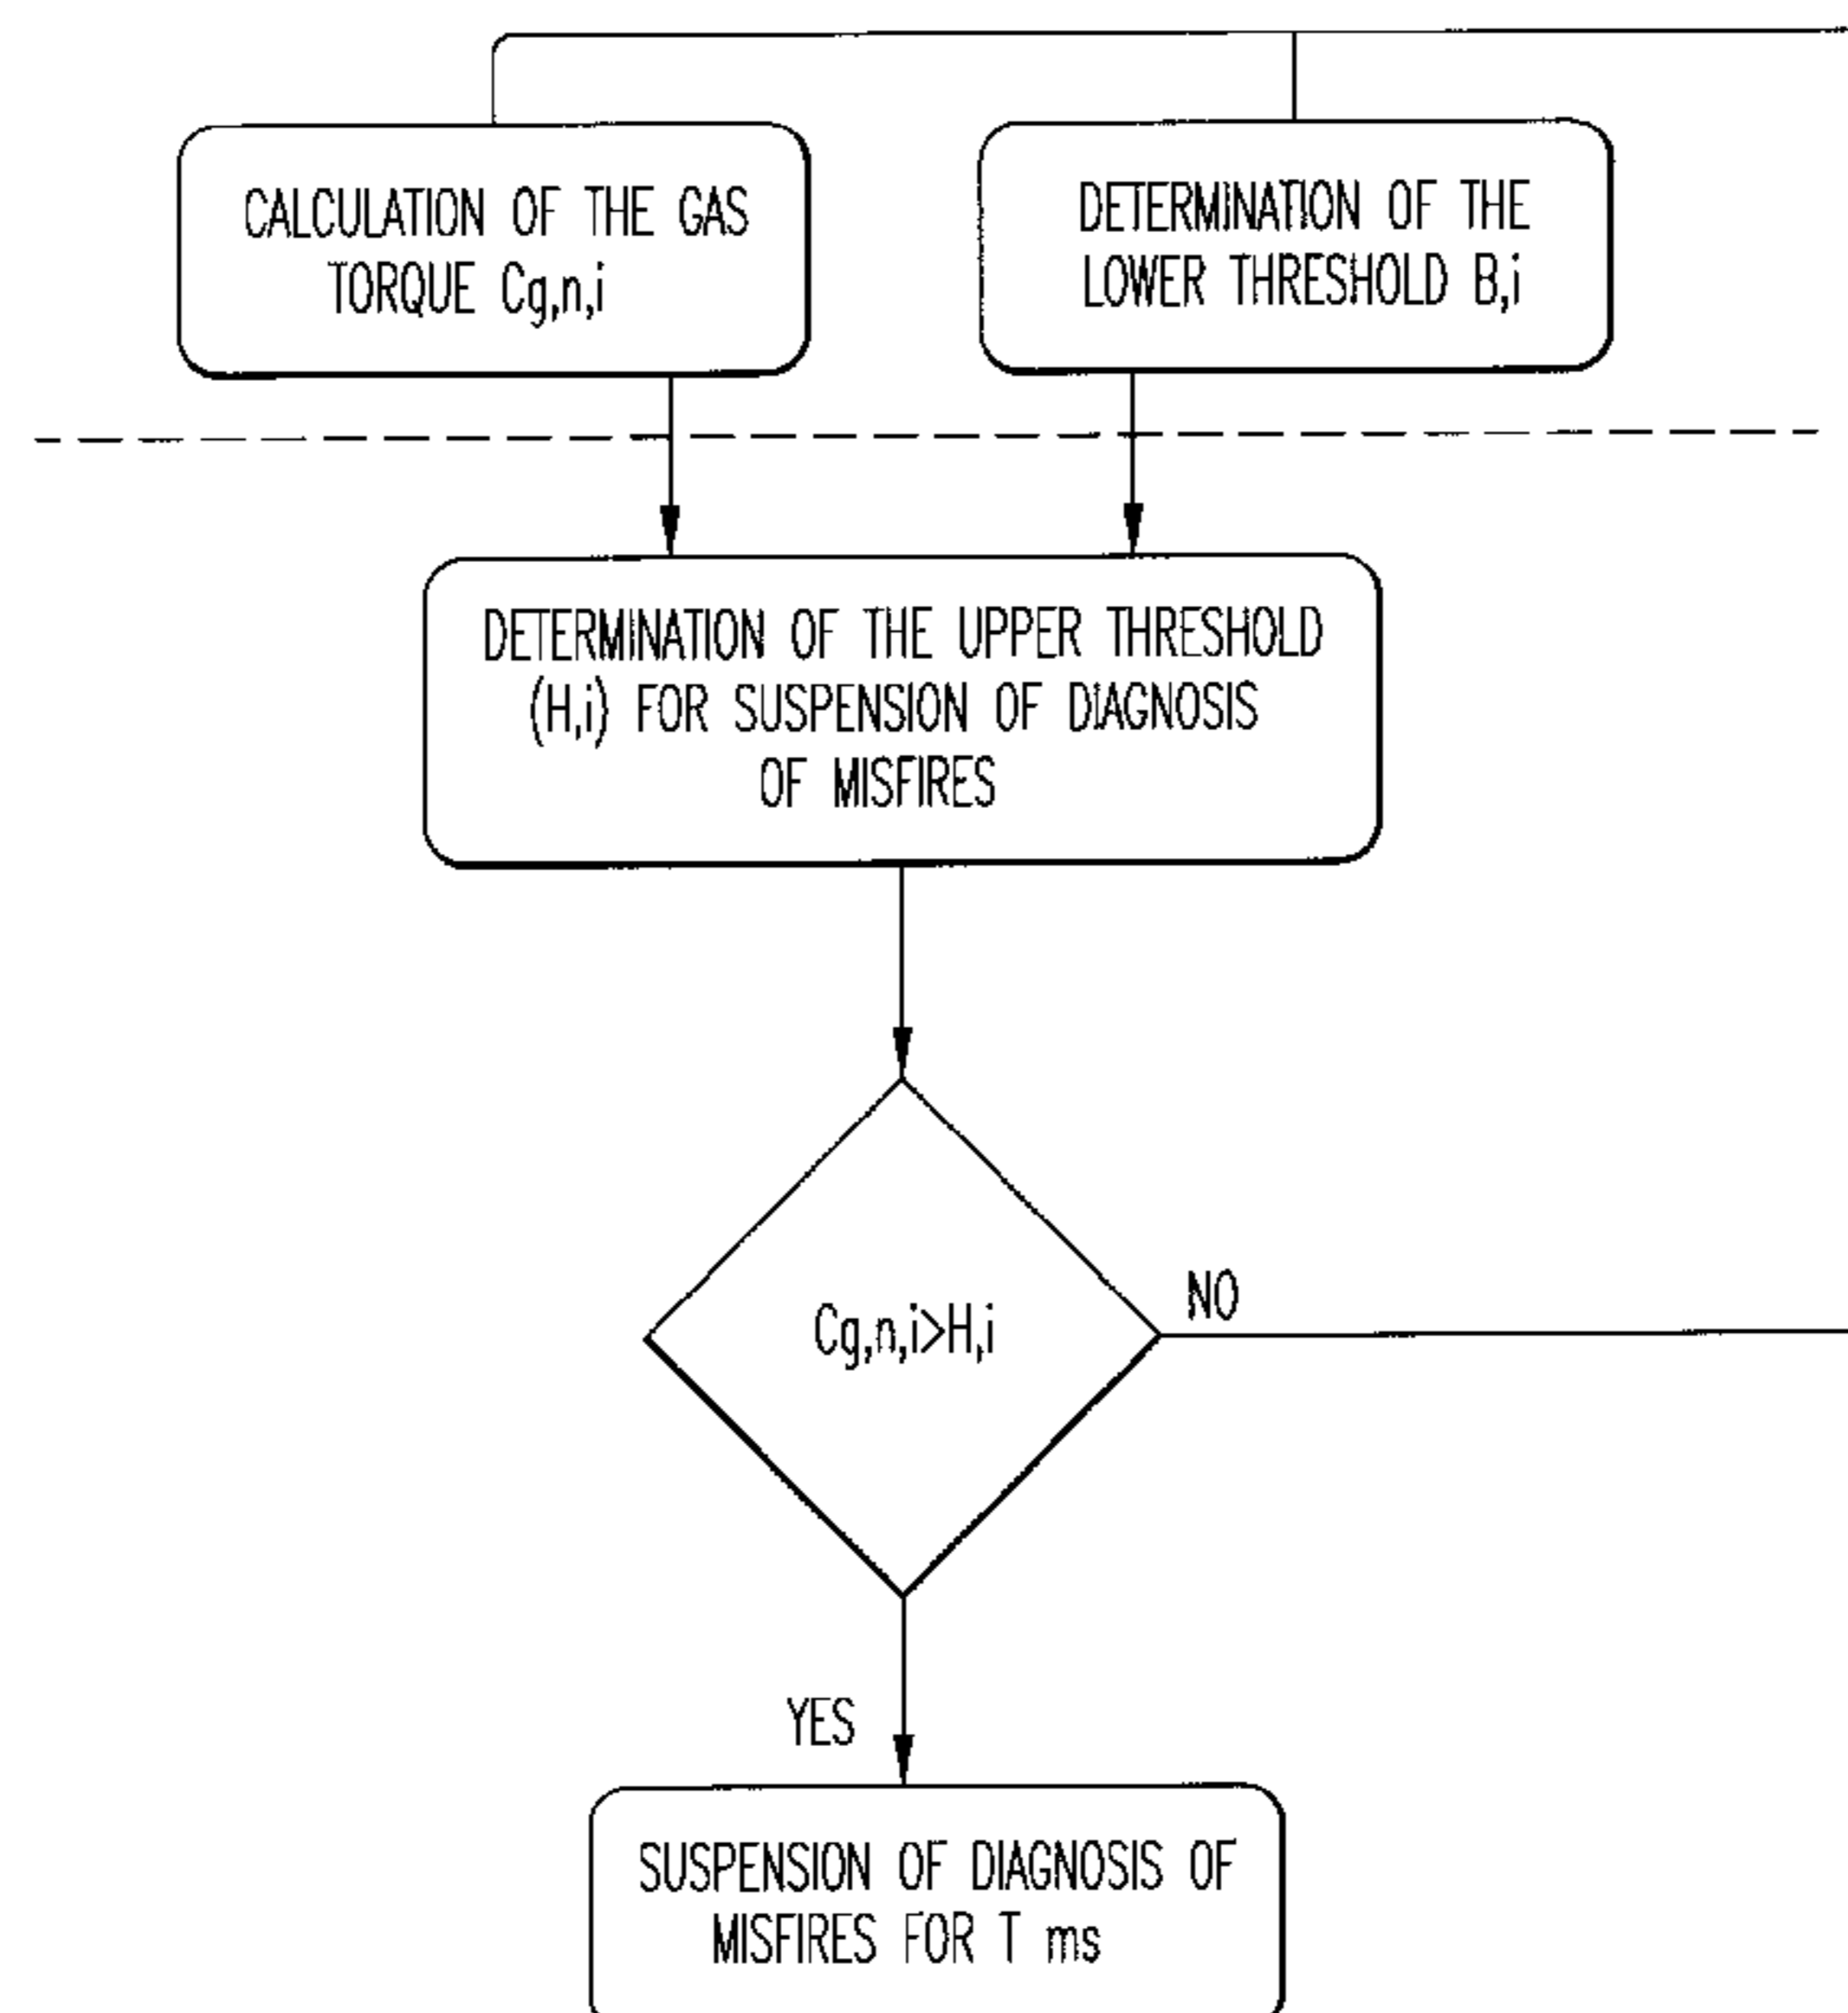 CALCULATION OF THE GAS
TORQUE Cg,n,i
DETERMINATION OF THE
LOWER THRESHOLD B,i
DETERMINATION OF THE UPPER THRESHOLD
(H,i) FOR SUSPENSION OF DIAGNOSIS
OF MISFIRES
Cg,n,i>H,i
NO
YES
SUSPENSION OF DIAGNOSIS OF
MISFIRES FOR T ms